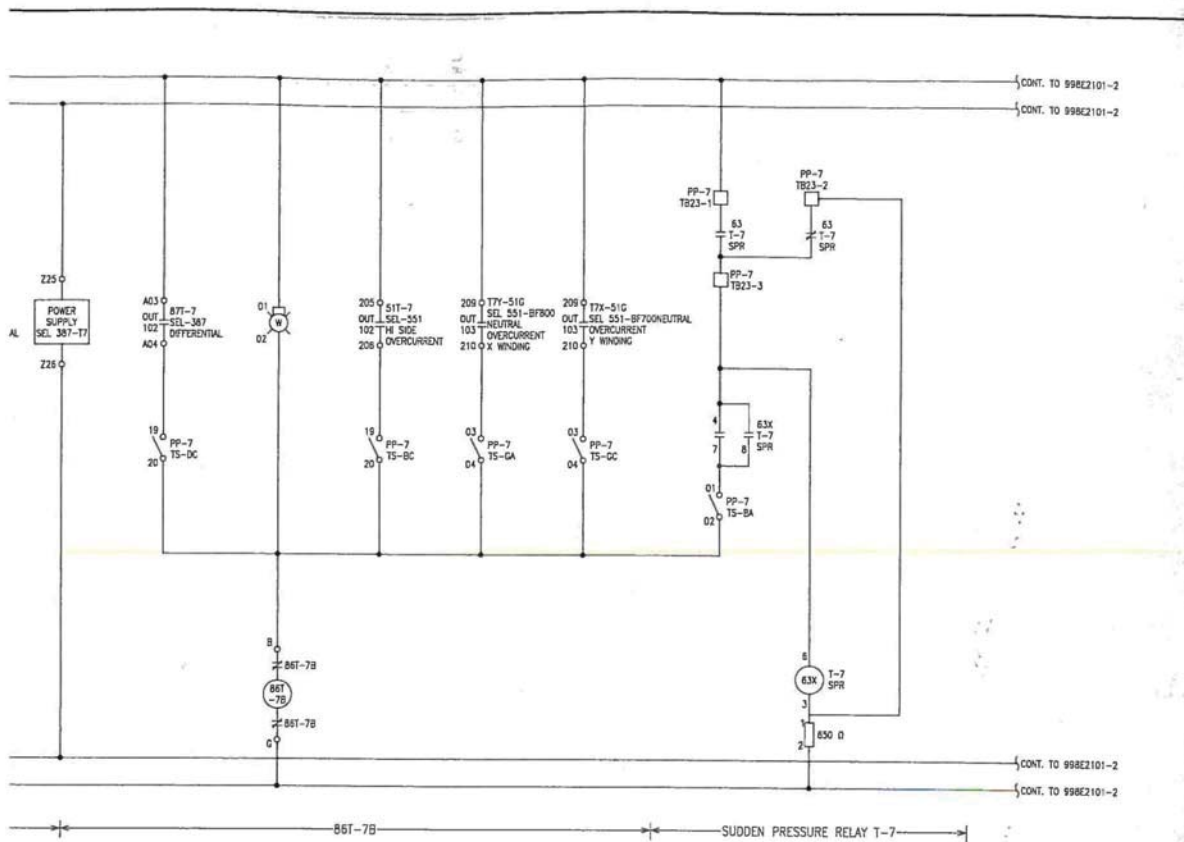 CONT. TO 998E2101-2
CONT. TO 998E2101-2
PP-7
TB23-1
PP-7
TB23-2
63
T-7
SPR
63
T-7
SPR
PP-7
TB23-3
Z25
POWER
SUPPLY
SEL 387-T7
AL
Z26
A03
87T-7
OUT
SEL-387
102
DIFFERENTIAL
A04
01
W
02
205
51T-7
OUT
SEL-551
102
HI SIDE
206
OVERCURRENT
209
T7Y-51G
SEL 551-BF800
OUT
NEUTRAL
103
OVERCURRENT
210
X WINDING
209
T7X-51G
OUT
SEL 551-BF700NEUTRAL
103
OVERCURRENT
210
Y WINDING
19
PP-7
20
TS-DC
19
PP-7
20
TS-BC
03
PP-7
04
TS-GA
03
PP-7
04
TS-GC
4
7
8
63X
T-7
SPR
01
PP-7
02
TS-BA
B
86T-7B
86T
-7B
86T-7B
G
6
63X
T-7
SPR
3
1
850 Ω
2
CONT. TO 998E2101-2
CONT. TO 998E2101-2
86T-7B
SUDDEN PRESSURE RELAY T-7